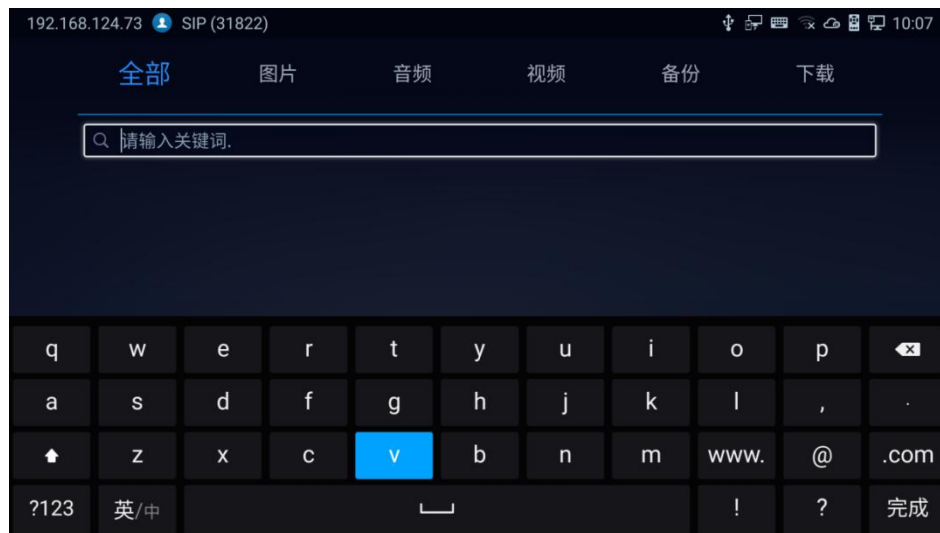 192.168.124.73 SIP (31822) 10:07
全部 图片 音频 视频 备份 下载
请输入关键词.
q w e r t y u i o p
a s d f g h j k l , .
z x c v b n m www. @ .com
?123 英/中 ! ? 完成